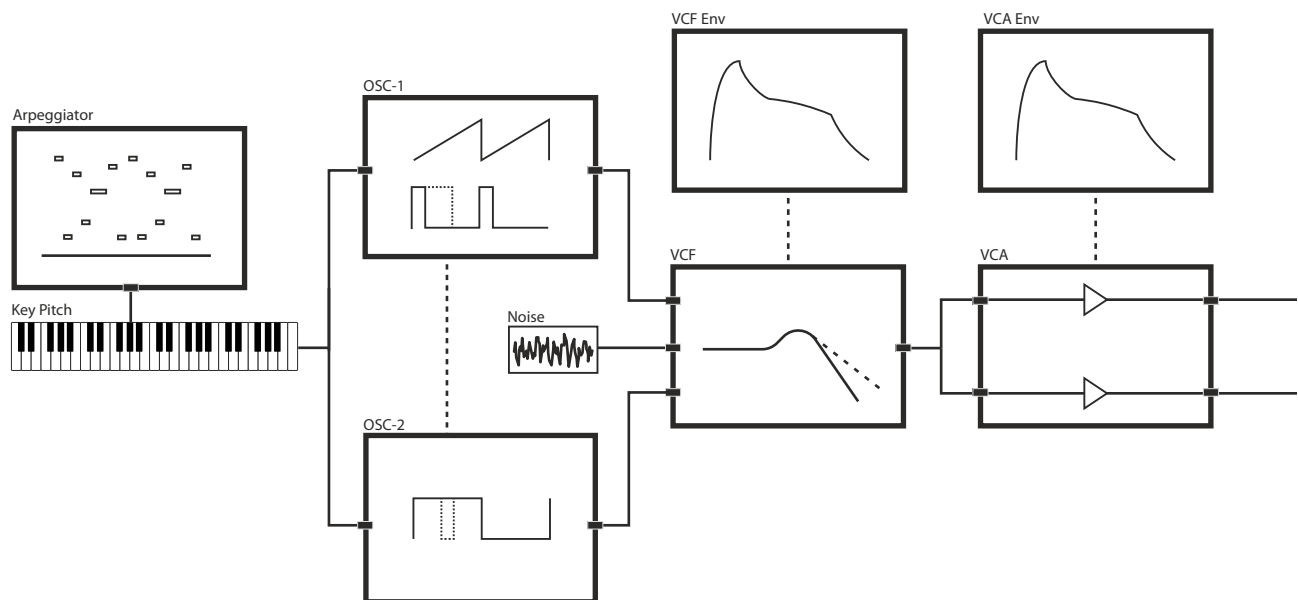 VCF Env
VCA Env
OSC-1
Arpeggiator
VCF
VCA
Key Pitch
Noise
OSC-2